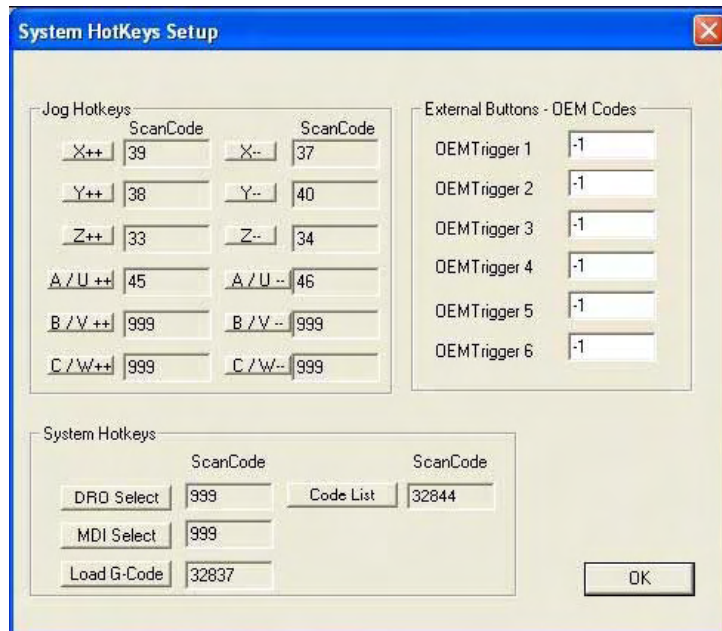 System HotKeys Setup
Jog Hotkeys
ScanCode ScanCode
X++ 39 X-- 37
Y++ 38 Y-- 40
Z++ 33 Z-- 34
A / U ++ 45 A / U -- 46
B / V ++ 999 B / V -- 999
C / W++ 999 C / W-- 999
External Buttons - OEM Codes
OEMTrigger 1 -1
OEMTrigger 2 -1
OEMTrigger 3 -1
OEMTrigger 4 -1
OEMTrigger 5 -1
OEMTrigger 6 -1
System Hotkeys
ScanCode ScanCode
DRO Select 999 Code List 32844
MDI Select 999
Load G-Code 32837
OK